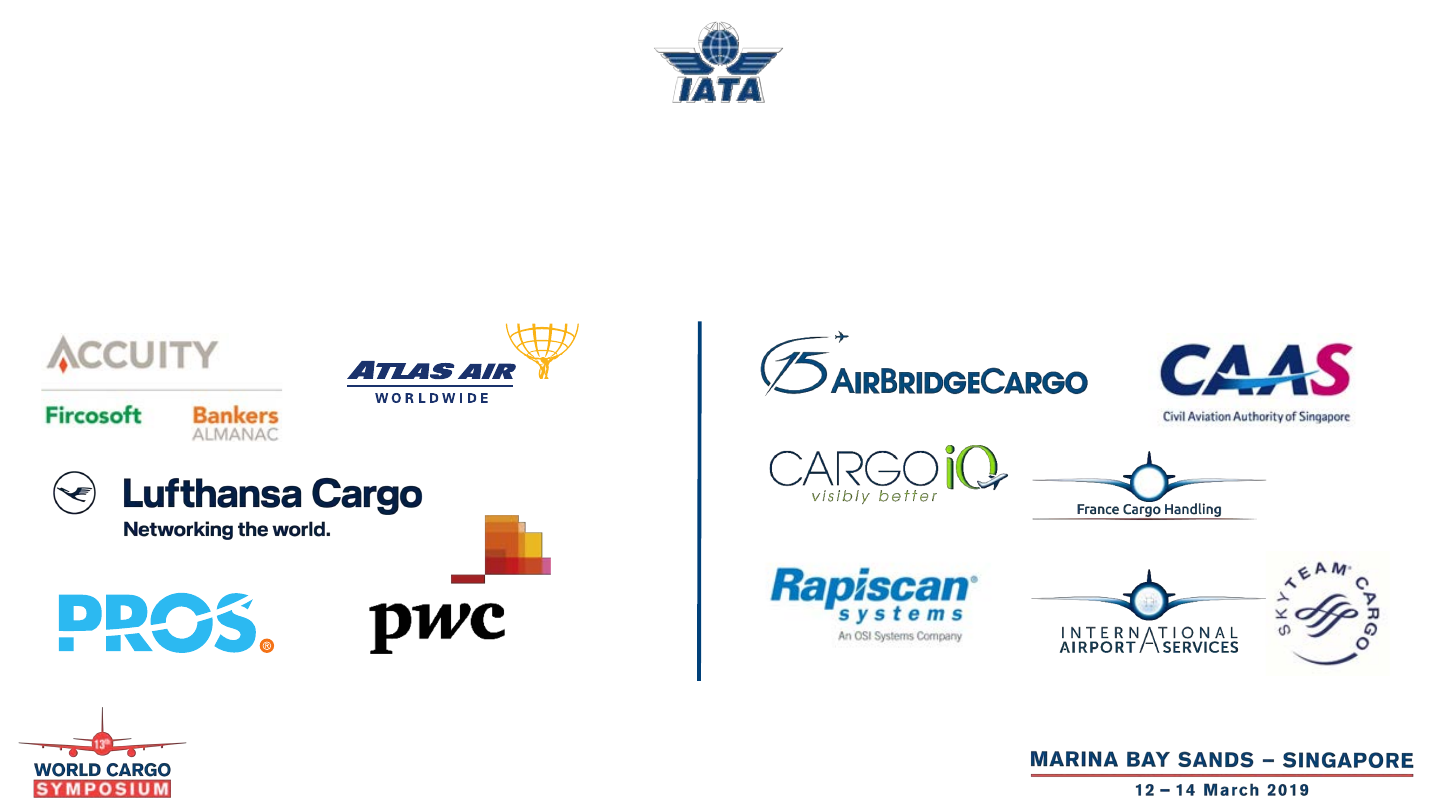 IATA
ACCUITY
Fircosoft
Bankers
ALMANAC
ATLAS AIR
WORLDWIDE
Lufthansa Cargo
Networking the world.
PROS®
pwc
15 AIRBRIDGECARGO
CAAS
Civil Aviation Authority of Singapore
CARGO iQ
visibly better
France Cargo Handling
Rapiscan®
systems
An OSI Systems Company
INTERNATIONAL
AIRPORT SERVICES
SKYTEAM CARGO
13th
WORLD CARGO
SYMPOSIUM
MARINA BAY SANDS – SINGAPORE
12 – 14 March 2019